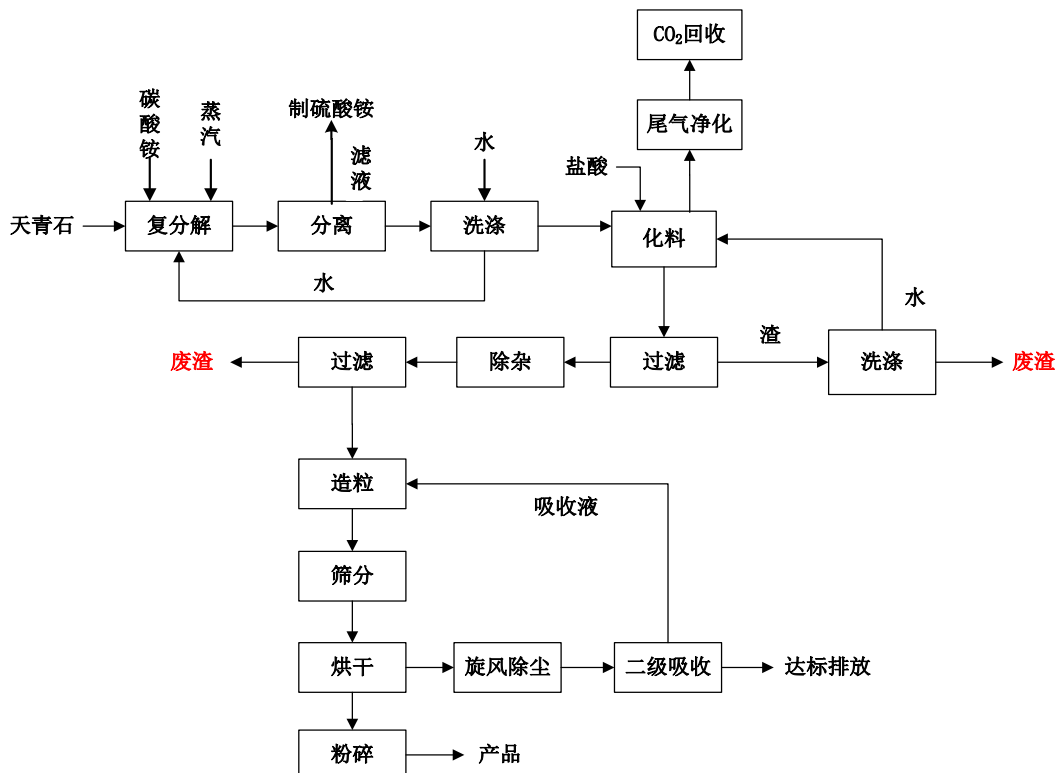 CO₂回收
尾气净化
碳酸铵
蒸汽
制硫酸铵
滤液
水
盐酸
天青石
复分解
分离
洗涤
化料
水
水
渣
废渣
过滤
除杂
过滤
洗涤
废渣
造粒
吸收液
筛分
烘干
旋风除尘
二级吸收
达标排放
粉碎
产品